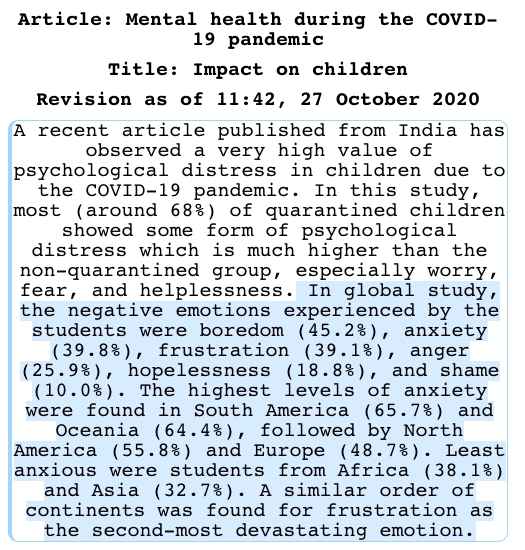 Article: Mental health during the COVID-
19 pandemic
Title: Impact on children
Revision as of 11:42, 27 October 2020
A recent article published from India has
observed a very high value of
psychological distress in children due to
the COVID-19 pandemic. In this study,
most (around 68%) of quarantined children
showed some form of psychological
distress which is much higher than the
non-quarantined group, especially worry,
fear, and helplessness. In global study,
the negative emotions experienced by the
students were boredom (45.2%), anxiety
(39.8%), frustration (39.1%), anger
(25.9%), hopelessness (18.8%), and shame
(10.0%). The highest levels of anxiety
were found in South America (65.7%) and
Oceania (64.4%), followed by North
America (55.8%) and Europe (48.7%). Least
anxious were students from Africa (38.1%)
and Asia (32.7%). A similar order of
continents was found for frustration as
the second-most devastating emotion.